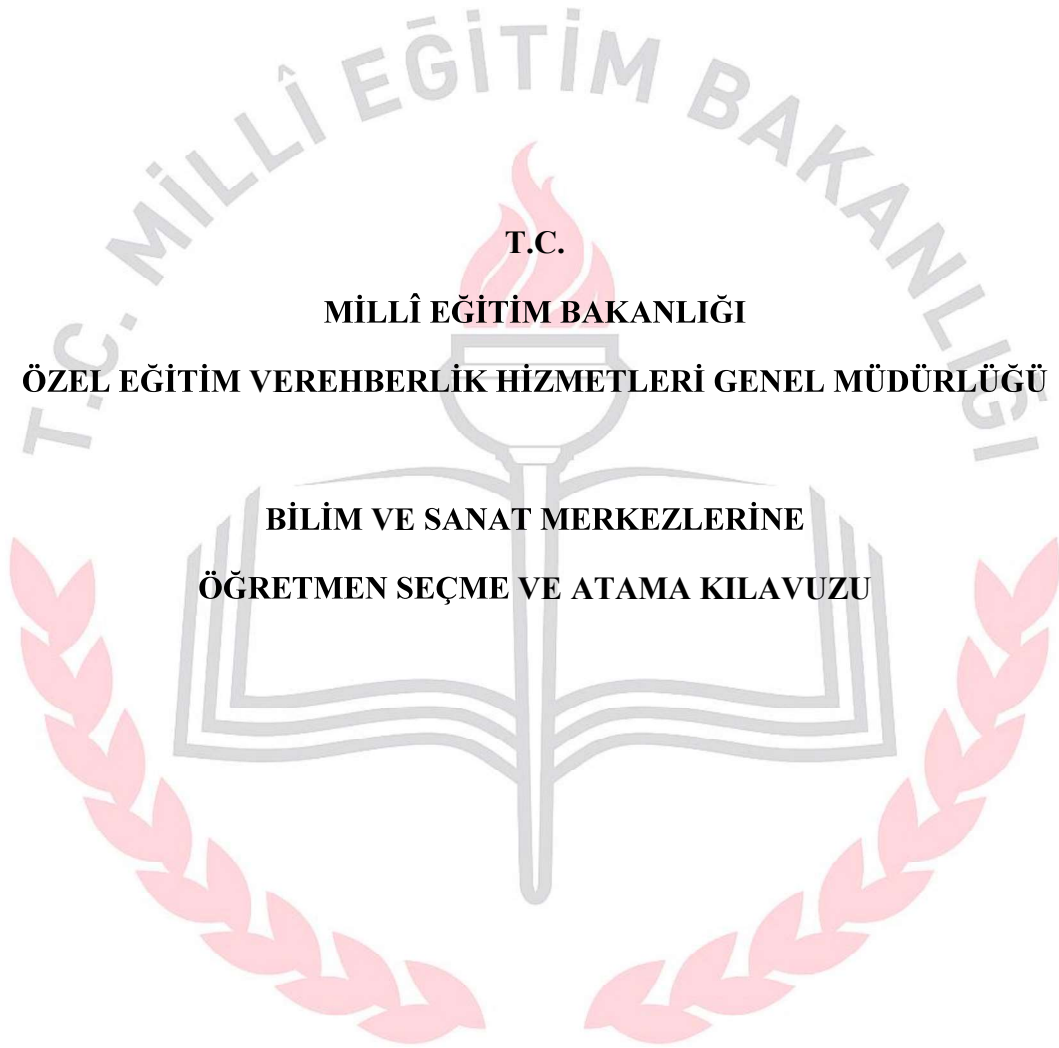 T.C. MİLLÎ EĞİTİM BAKANLIĞI
T.C.
MİLLÎ EĞİTİM BAKANLIĞI
ÖZEL EĞİTİM VEREHBERLİK HİZMETLERİ GENEL MÜDÜRLÜĞÜ
BİLİM VE SANAT MERKEZLERİNE
ÖĞRETMEN SEÇME VE ATAMA KILAVUZU